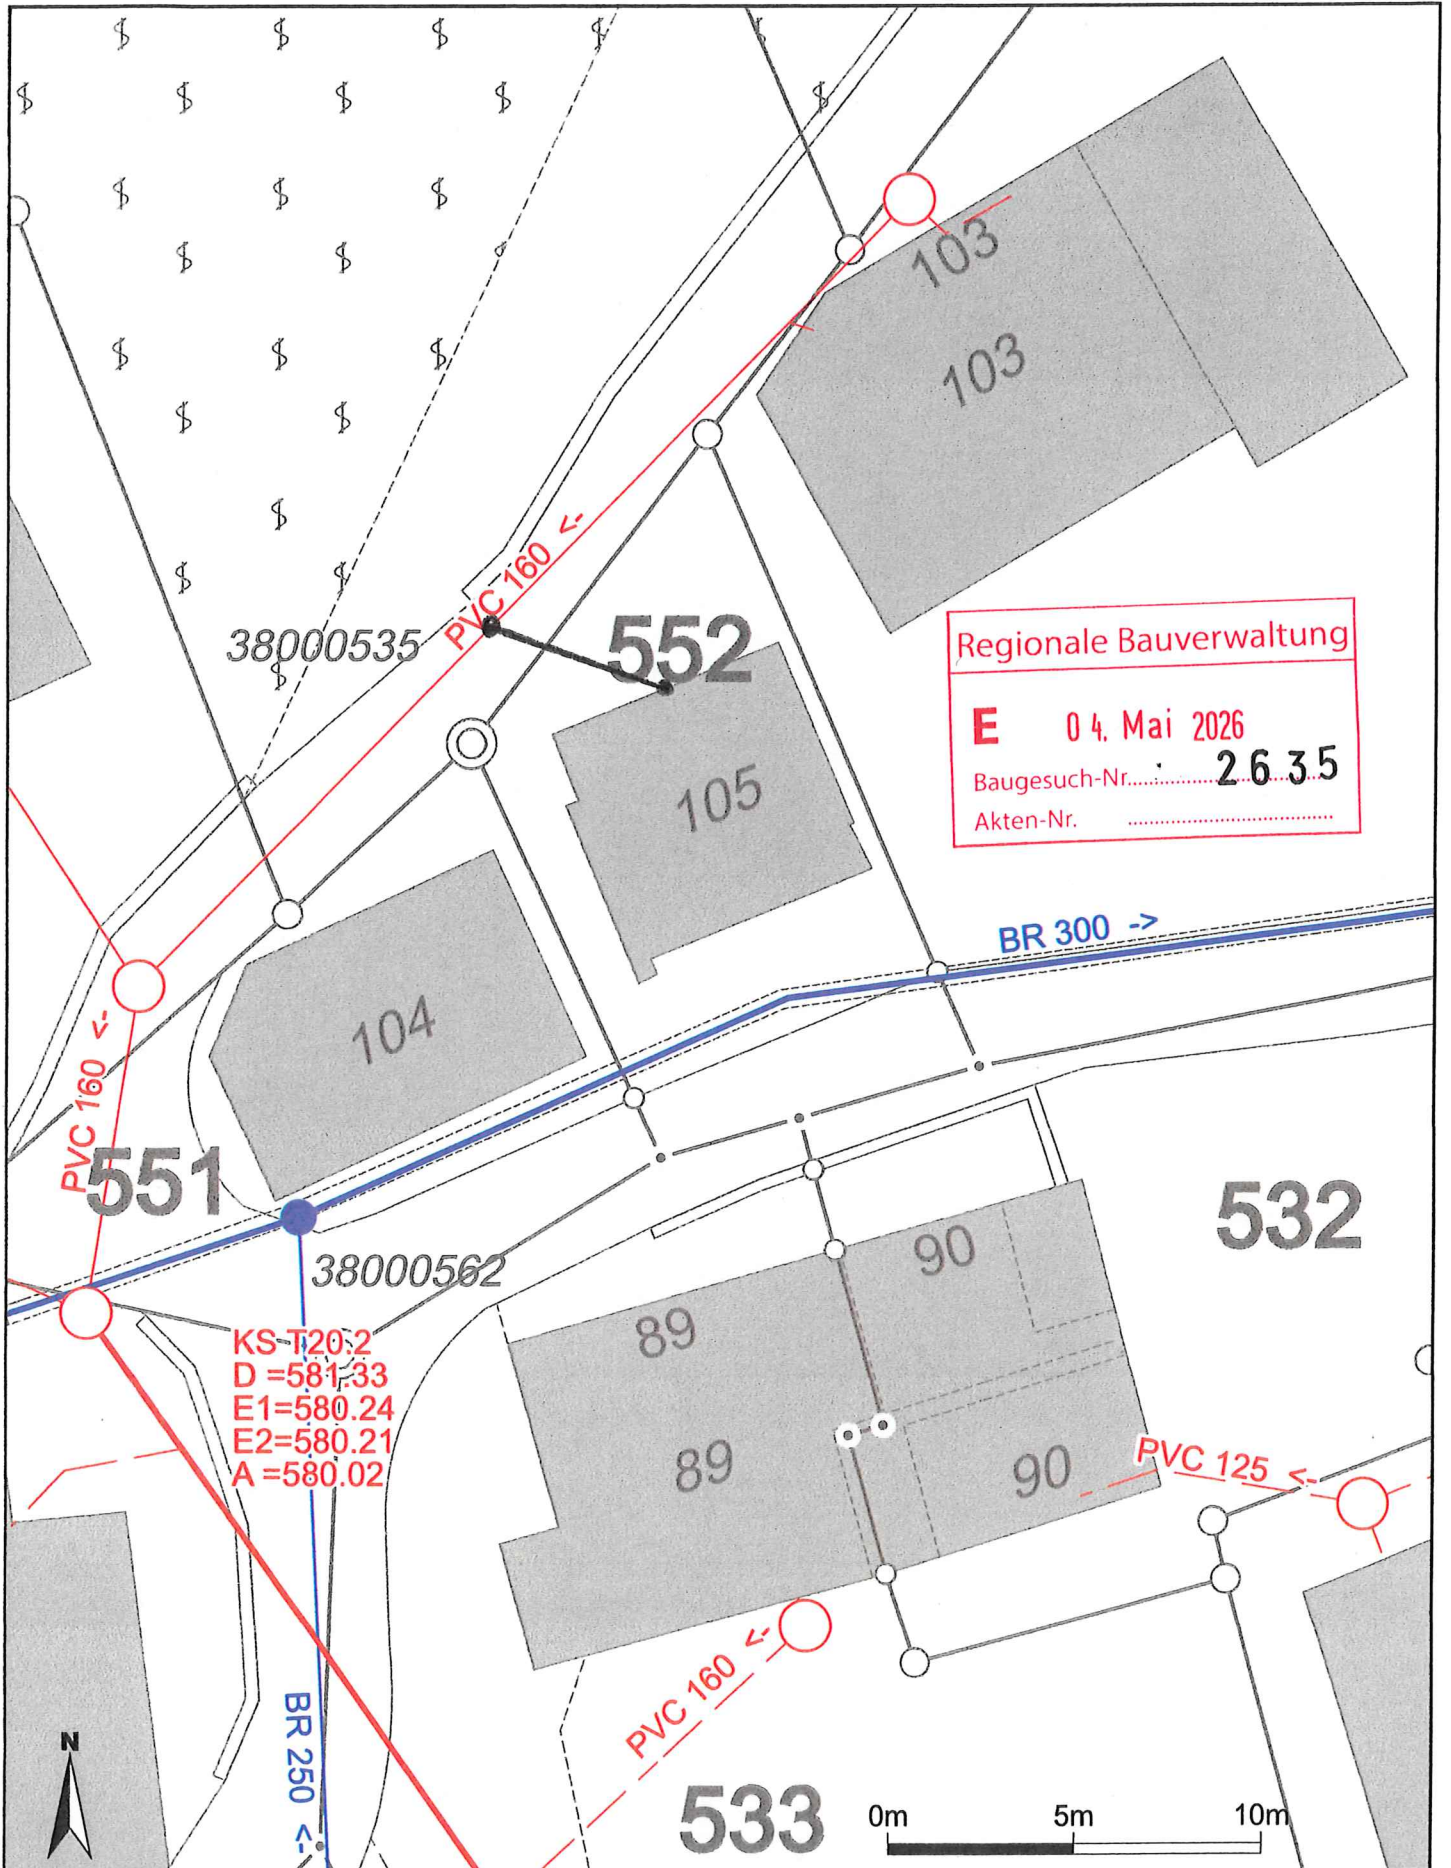 103
103
PVC 160 <-
38000535
552
Regionale Bauverwaltung
E 04. Mai 2026
Baugesuch-Nr.....: 2635
Akten-Nr. ....................
105
BR 300 ->
104
PVC 160 <-
551
532
38000562
90
89
KS T20.2
D =581.33
E1=580.24
E2=580.21
A =580.02
89
90
PVC 125 <-
PVC 160 <-
BR 250 <-
N
533
0m 5m 10m